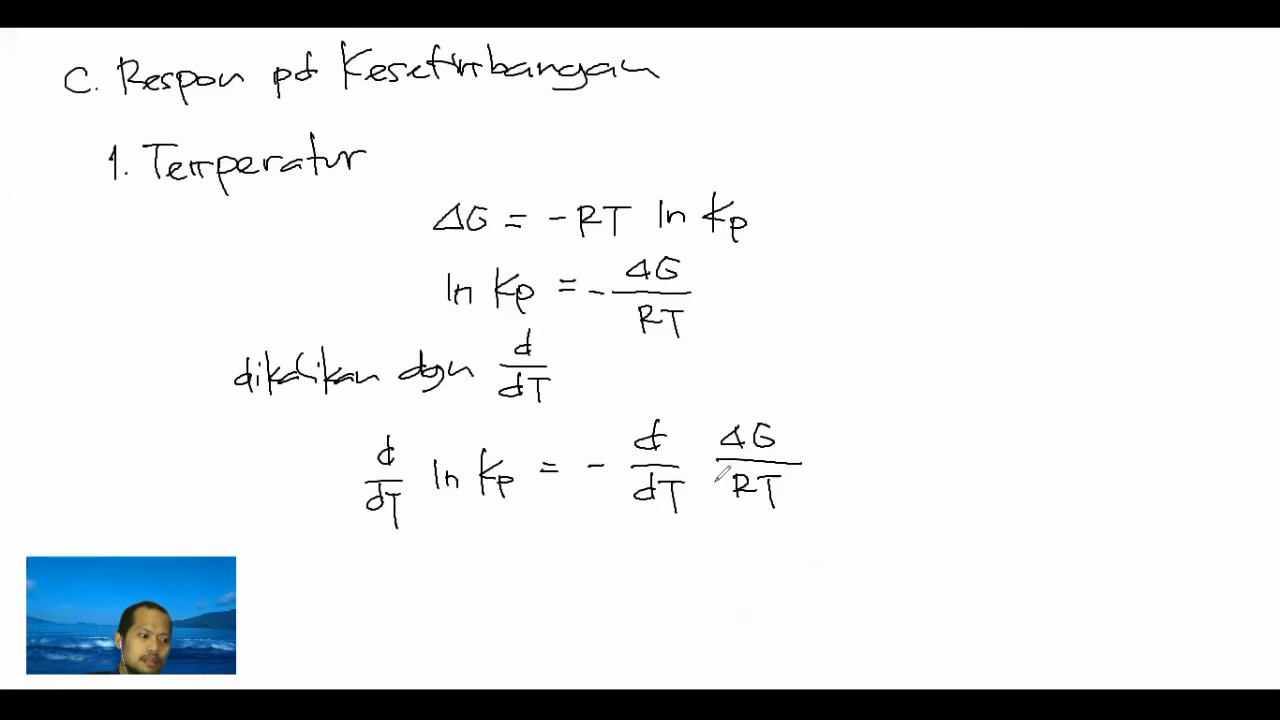 C. Respon pd Kesetimbangan
1. Temperatur
ΔG = -RT ln Kp
ln Kp = - ΔG / RT
dikalikan dgn d / dT
d / dT ln Kp = - d / dT ΔG / RT